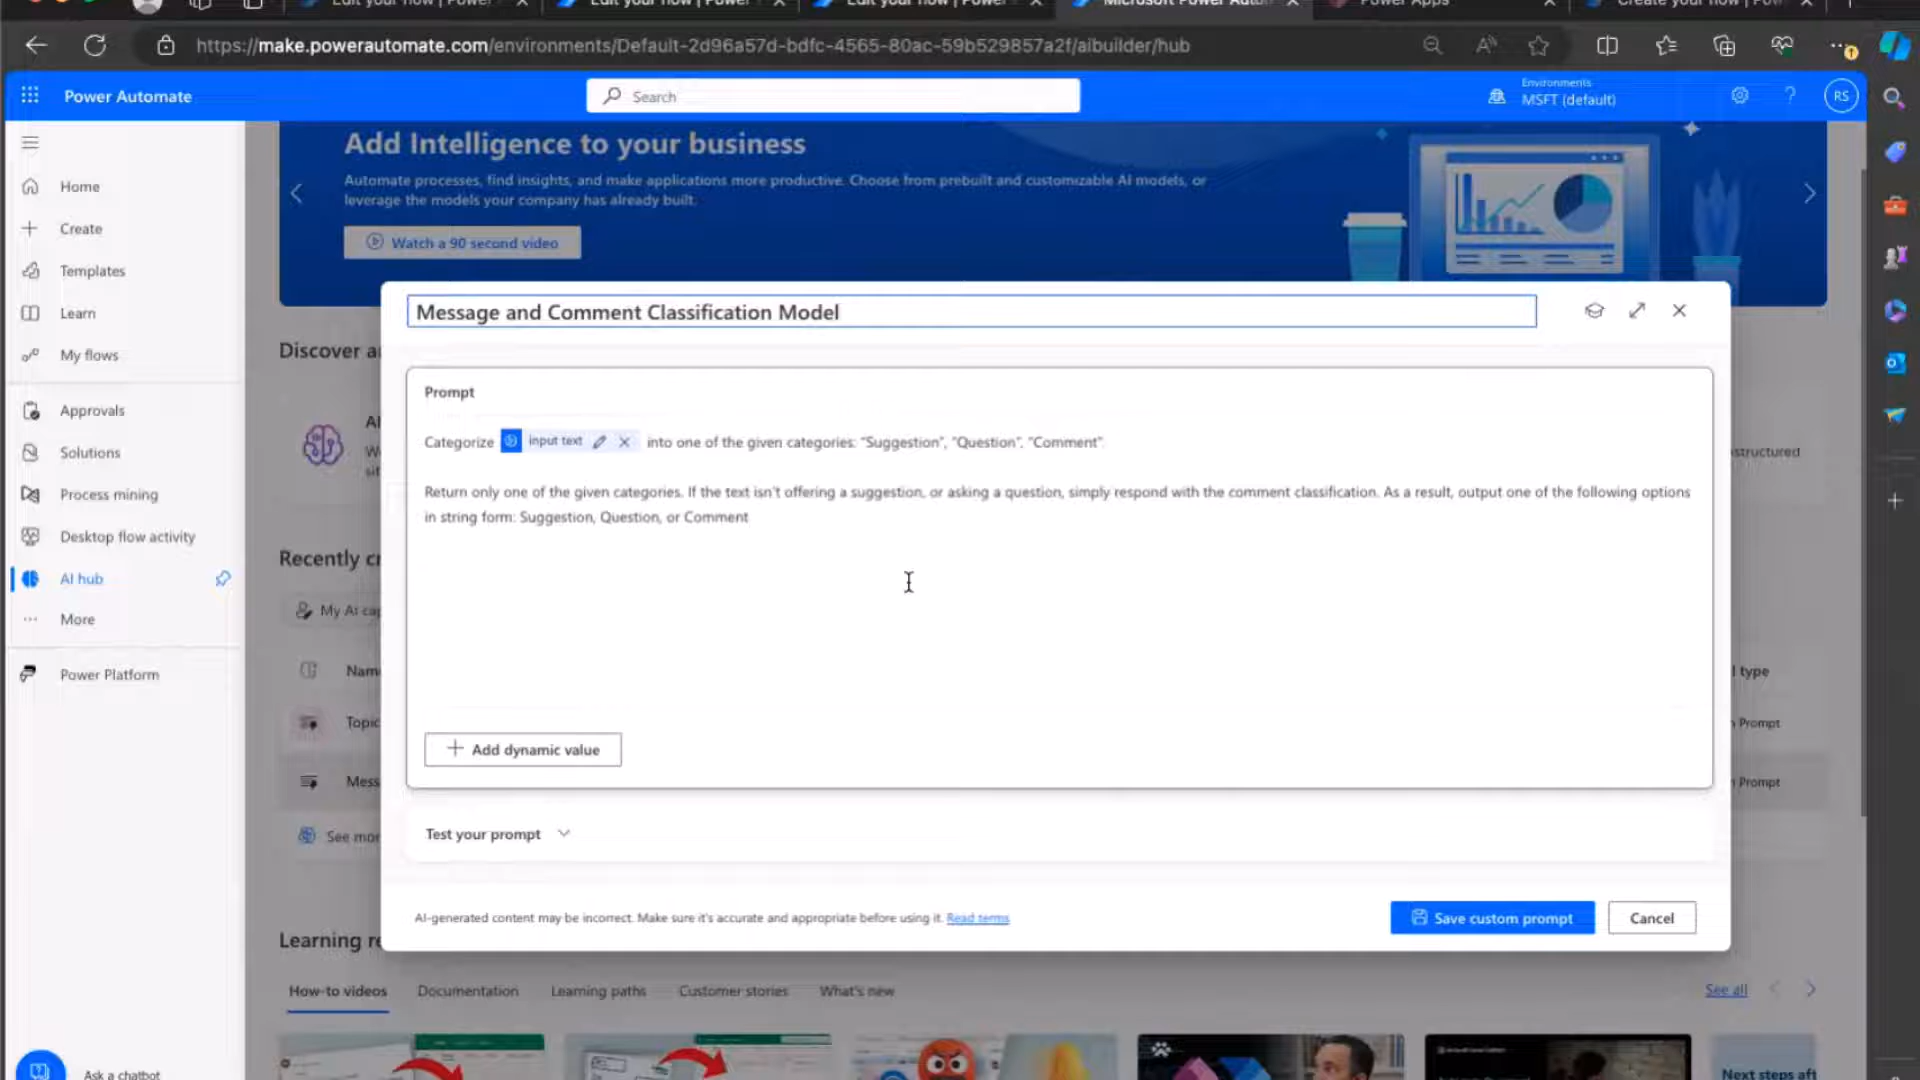 https://make.powerautomate.com/environments/Default-2d96a57d-bdfc-4565-80ac-59b529857a2f/aibuilder/hub
Power Automate
Search
Environments
MSFT (default)
RS
Home
Create
Templates
Learn
My flows
Approvals
Solutions
Process mining
Desktop flow activity
AI hub
More
Power Platform
Ask a chatbot
Add Intelligence to your business
Automate processes, find insights, and make applications more productive. Choose from prebuilt and customizable AI models, or
leverage the models your company has already built.
Watch a 90 second video
Message and Comment Classification Model
Prompt
Categorize input text into one of the given categories: "Suggestion", "Question", "Comment".
Return only one of the given categories. If the text isn't offering a suggestion, or asking a question, simply respond with the comment classification. As a result, output one of the following options
in string form: Suggestion, Question, or Comment
Add dynamic value
Test your prompt
AI-generated content may be incorrect. Make sure it's accurate and appropriate before using it. Read terms
Save custom prompt
Cancel
How-to videos
Documentation
Learning paths
Customer stories
What's new
See all
Next steps aft